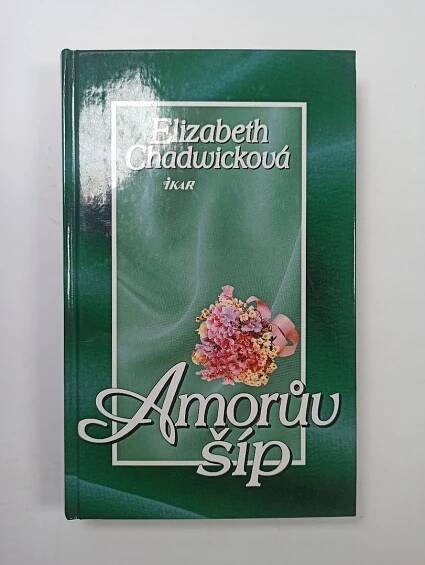 Elizabeth
Chadwicková
iKAR
Amorův
šíp